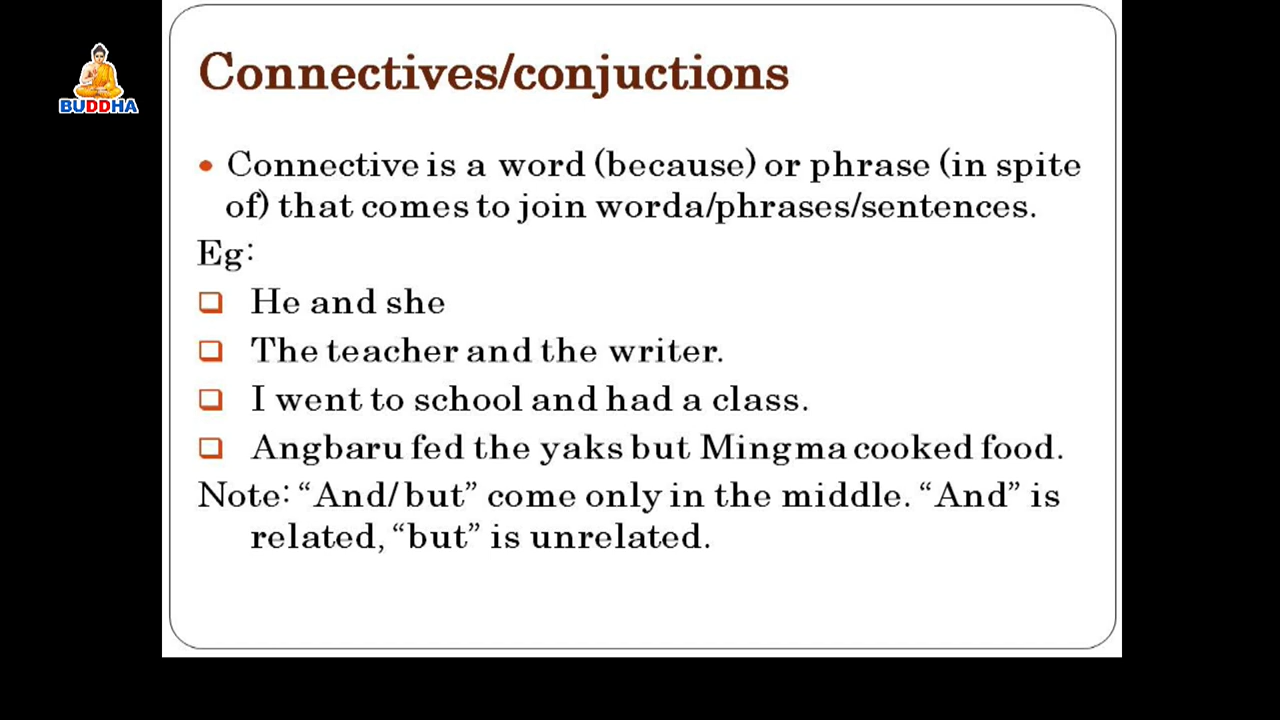 BUDDHA
Connectives/conjuctions
• Connective is a word (because) or phrase (in spite
of) that comes to join worda/phrases/sentences.
Eg:
❑ He and she
❑ The teacher and the writer.
❑ I went to school and had a class.
❑ Angbaru fed the yaks but Mingma cooked food.
Note: “And/ but” come only in the middle. “And” is
related, “but” is unrelated.